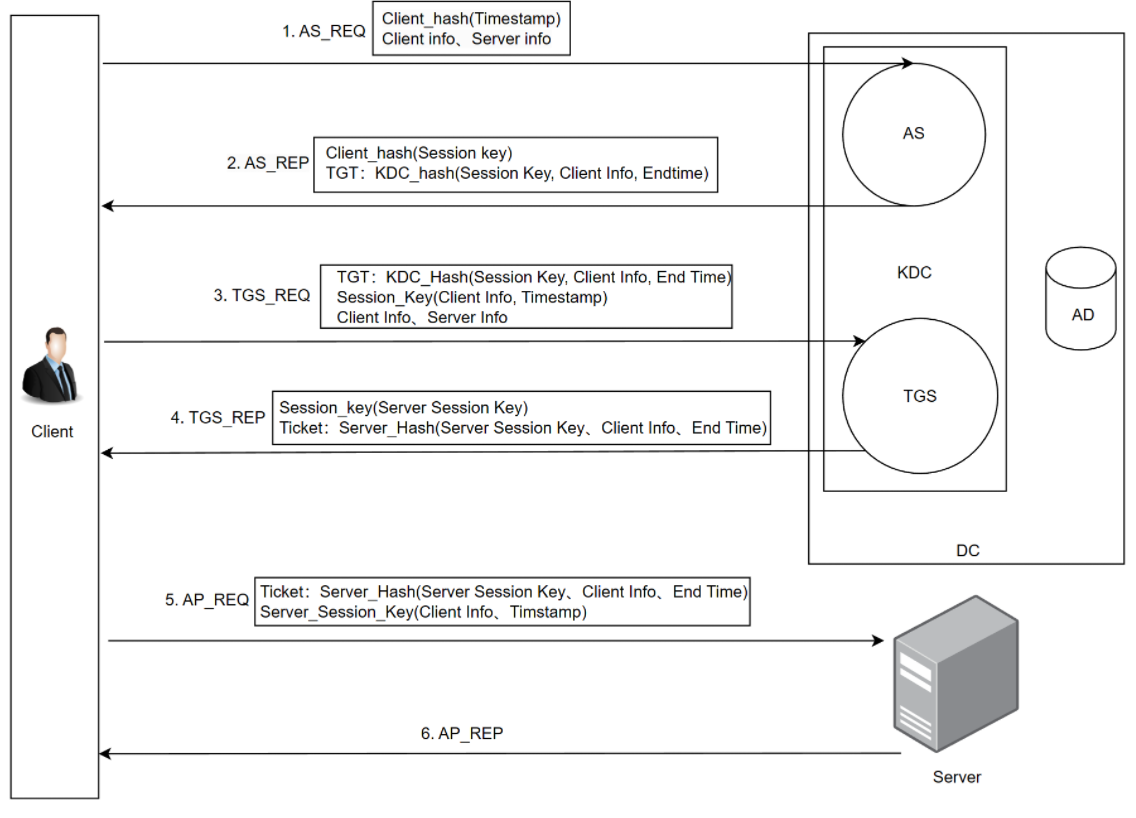 1. AS_REQ
Client_hash(Timestamp)
Client info、Server info
AS
2. AS_REP
Client_hash(Session key)
TGT：KDC_hash(Session Key, Client Info, Endtime)
KDC
AD
3. TGS_REQ
TGT：KDC_Hash(Session Key, Client Info, End Time)
Session_Key(Client Info, Timestamp)
Client Info、Server Info
Client
TGS
4. TGS_REP
Session_key(Server Session Key)
Ticket：Server_Hash(Server Session Key、Client Info、End Time)
DC
5. AP_REQ
Ticket：Server_Hash(Server Session Key、Client Info、End Time)
Server_Session_Key(Client Info、Timstamp)
6. AP_REP
Server